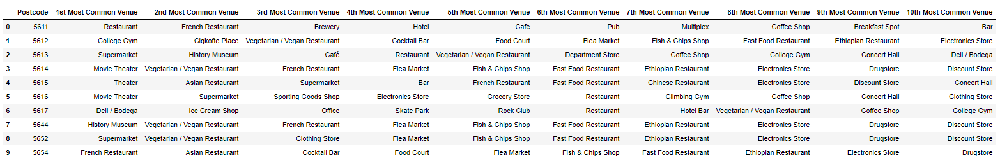 Postcode 1st Most Common Venue 2nd Most Common Venue 3rd Most Common Venue 4th Most Common Venue 5th Most Common Venue 6th Most Common Venue 7th Most Common Venue 8th Most Common Venue 9th Most Common Venue 10th Most Common Venue
0 5611 Restaurant French Restaurant Brewery Hotel Café Pub Multiplex Coffee Shop Breakfast Spot Bar
1 5612 College Gym Cigkofte Place Vegetarian / Vegan Restaurant Cocktail Bar Food Court Flea Market Fish & Chips Shop Fast Food Restaurant Ethiopian Restaurant Electronics Store
2 5613 Supermarket History Museum Café Restaurant Vegetarian / Vegan Restaurant Department Store Coffee Shop College Gym Concert Hall Deli / Bodega
3 5614 Movie Theater Vegetarian / Vegan Restaurant French Restaurant Flea Market Fish & Chips Shop Fast Food Restaurant Ethiopian Restaurant Electronics Store Drugstore Discount Store
4 5615 Theater Asian Restaurant Supermarket Bar French Restaurant Fast Food Restaurant Chinese Restaurant Electronics Store Discount Store Concert Hall
5 5616 Movie Theater Supermarket Sporting Goods Shop Electronics Store Grocery Store Restaurant Climbing Gym Coffee Shop Concert Hall Clothing Store
6 5617 Deli / Bodega Ice Cream Shop Office Skate Park Rock Club Restaurant Hotel Bar Vegetarian / Vegan Restaurant Coffee Shop College Gym
7 5644 History Museum Vegetarian / Vegan Restaurant French Restaurant Flea Market Fish & Chips Shop Fast Food Restaurant Ethiopian Restaurant Electronics Store Drugstore Discount Store
8 5652 Supermarket Vegetarian / Vegan Restaurant Clothing Store Flea Market Fish & Chips Shop Fast Food Restaurant Ethiopian Restaurant Electronics Store Drugstore Discount Store
9 5654 French Restaurant Asian Restaurant Cocktail Bar Food Court Flea Market Fish & Chips Shop Fast Food Restaurant Ethiopian Restaurant Electronics Store Drugstore